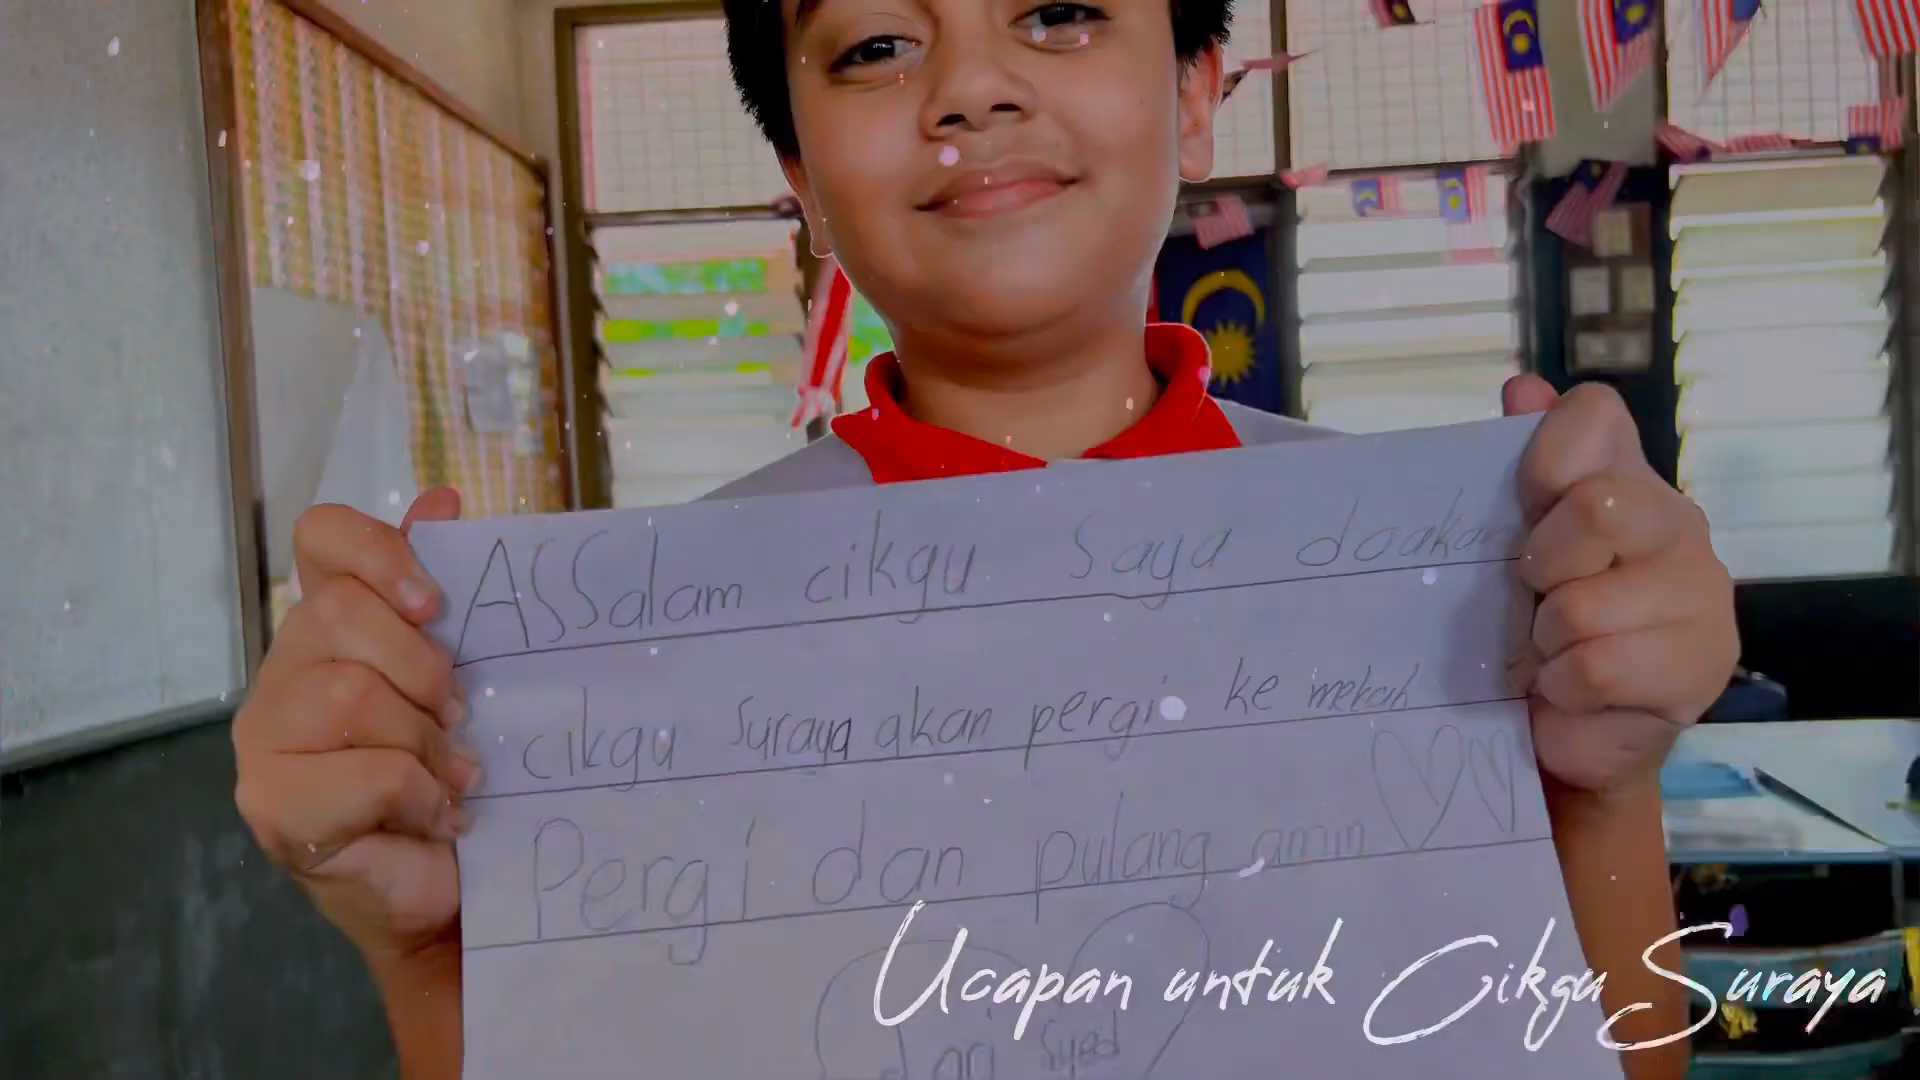 ASSalam cikgu Saya doakan
cikgu Suraya akan pergi ke mekah
Pergi dan pulang amin
dari Syed
Ucapan untuk Cikgu Suraya